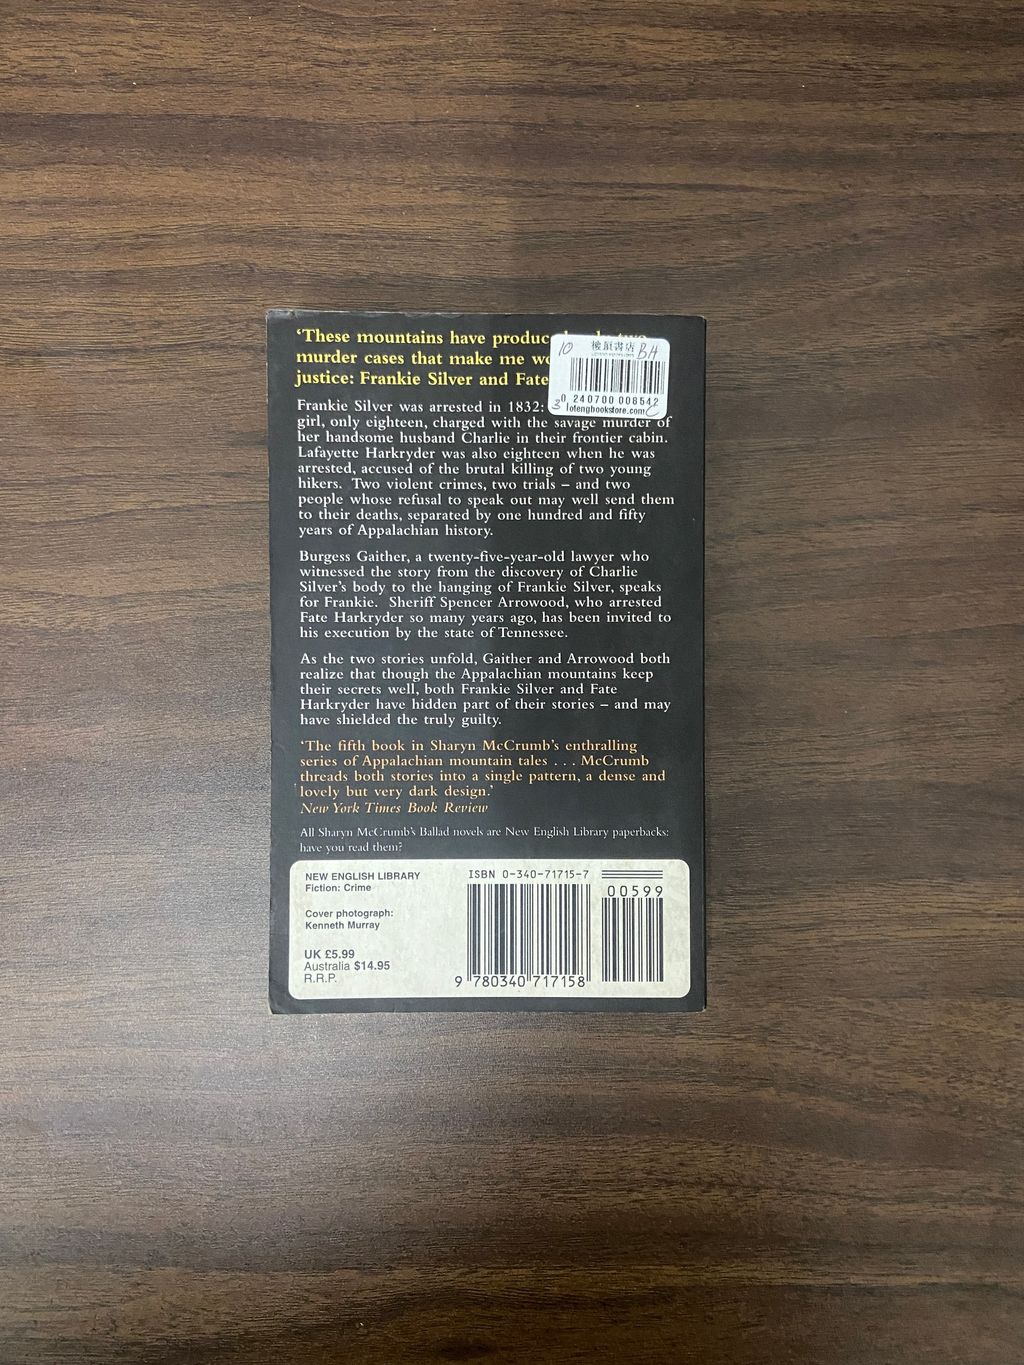 'These mountains have
murder cases that make me
justice: Frankie Silver and Fate
10 樓蘭書店 BH
0 240700 008542
3 lotengbookstore.com C
Frankie Silver was arrested in 1832:
girl, only eighteen, charged with the savage murder of
her handsome husband Charlie in their frontier cabin.
Lafayette Harkryder was also eighteen when he was
arrested, accused of the brutal killing of two young
hikers. Two violent crimes, two trials – and two
people whose refusal to speak out may well send them
to their deaths, separated by one hundred and fifty
years of Appalachian history.
Burgess Gaither, a twenty-five-year-old lawyer who
witnessed the story from the discovery of Charlie
Silver's body to the hanging of Frankie Silver, speaks
for Frankie. Sheriff Spencer Arrowood, who arrested
Fate Harkryder so many years ago, has been invited to
his execution by the state of Tennessee.
As the two stories unfold, Gaither and Arrowood both
realize that though the Appalachian mountains keep
their secrets well, both Frankie Silver and Fate
Harkryder have hidden part of their stories – and may
have shielded the truly guilty.
'The fifth book in Sharyn McCrumb's enthralling
series of Appalachian mountain tales . . . McCrumb
threads both stories into a single pattern, a dense and
lovely but very dark design.'
New York Times Book Review
All Sharyn McCrumb's Ballad novels are New English Library paperbacks:
have you read them?
NEW ENGLISH LIBRARY
Fiction: Crime
Cover photograph:
Kenneth Murray
UK £5.99
Australia $14.95
R.R.P.
ISBN 0-340-71715-7
00599
9 780340 717158